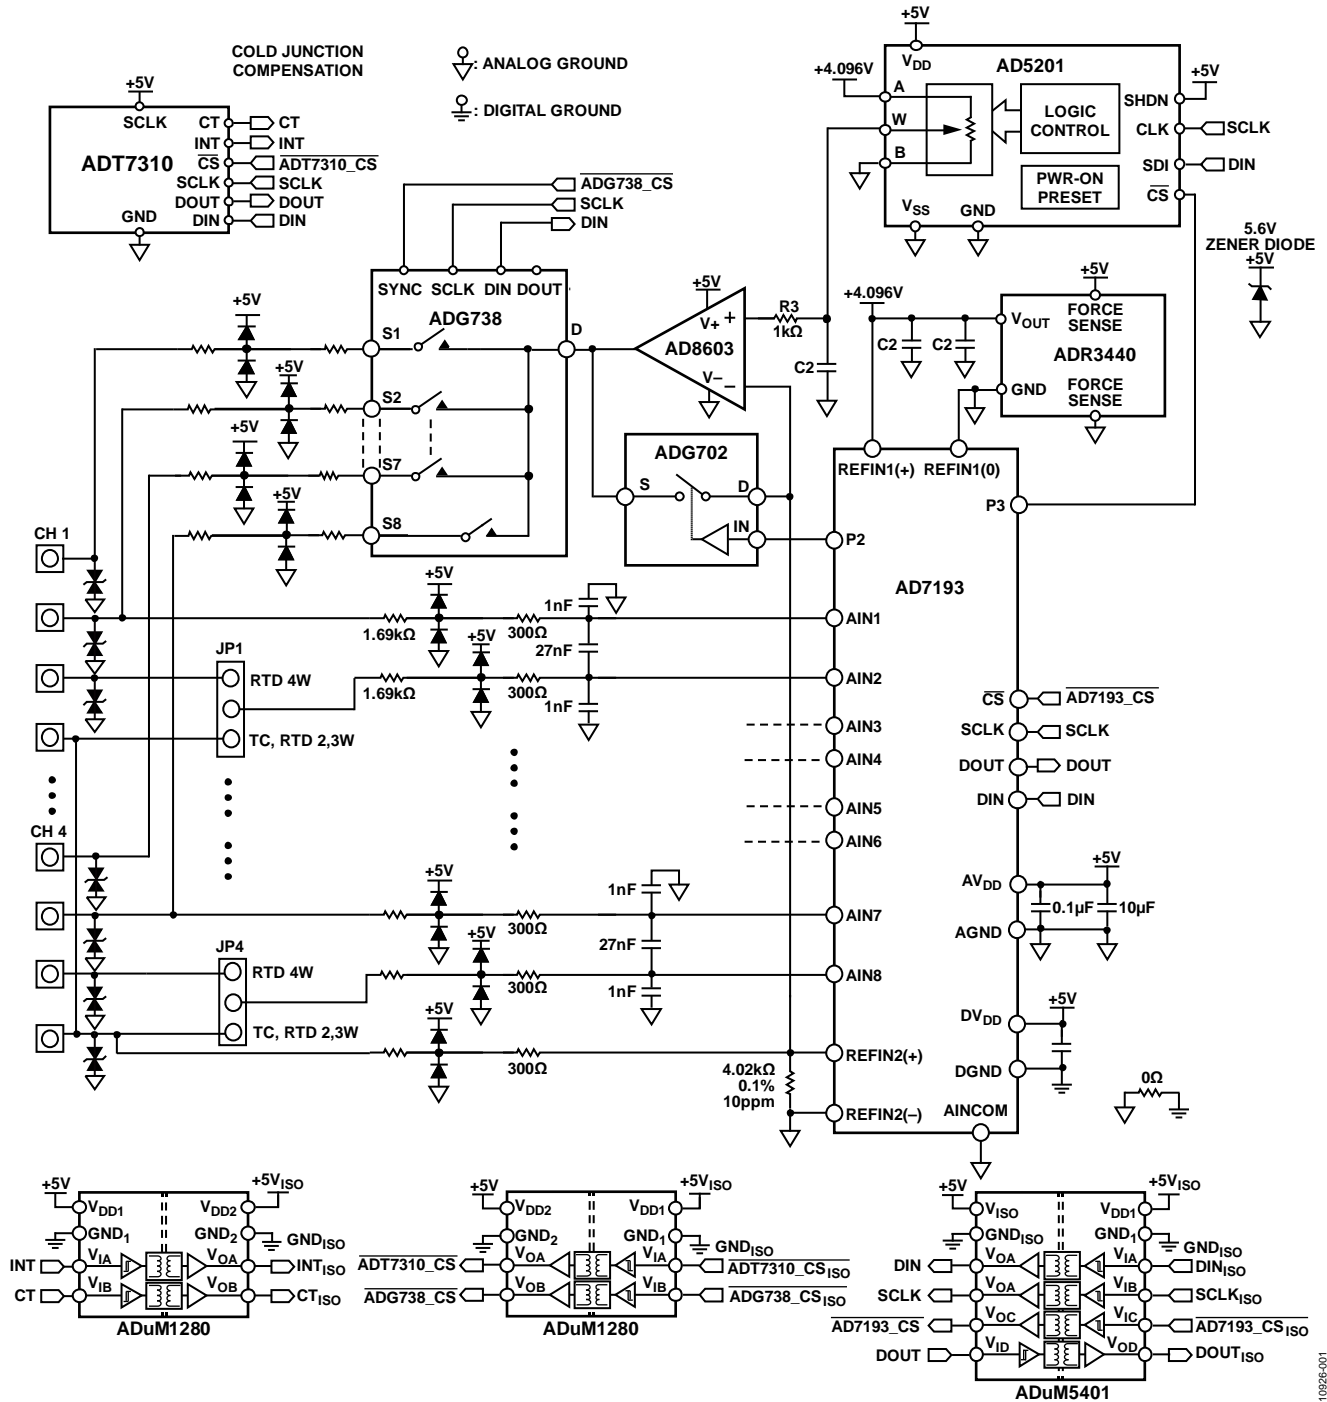 COLD JUNCTION
COMPENSATION
: ANALOG GROUND
: DIGITAL GROUND
+5V
SCLK
ADT7310
CT
INT
CS
SCLK
DOUT
DIN
GND
CT
INT
ADT7310_CS
SCLK
DOUT
DIN
+5V
+4.096V
VDD
AD5201
A
W
B
LOGIC
CONTROL
PWR-ON
PRESET
VSS
GND
SHDN
CLK
SDI
CS
+5V
SCLK
DIN
5.6V
ZENER DIODE
+5V
ADG738_CS
SCLK
DIN
SYNC
SCLK
DIN
DOUT
ADG738
S1
S2
S7
S8
D
+5V
+5V
+5V
+5V
+5V
V+
+
AD8603
V–
–
R3
1kΩ
C2
+4.096V
C2
C2
+5V
VOUT
FORCE
SENSE
ADR3440
GND
FORCE
SENSE
ADG702
S
D
IN
REFIN1(+)
REFIN1(0)
P3
P2
AD7193
AIN1
AIN2
AIN3
AIN4
AIN5
AIN6
AIN7
AIN8
REFIN2(+)
REFIN2(–)
AINCOM
CS
SCLK
DOUT
DIN
AD7193_CS
SCLK
DOUT
DIN
AVDD
AGND
+5V
0.1µF
10µF
DVDD
DGND
+5V
0Ω
CH 1
JP1
RTD 4W
TC, RTD 2,3W
1.69kΩ
+5V
300Ω
1nF
27nF
1.69kΩ
+5V
300Ω
1nF
CH 4
JP4
RTD 4W
TC, RTD 2,3W
+5V
300Ω
1nF
27nF
+5V
300Ω
1nF
+5V
300Ω
4.02kΩ
0.1%
10ppm
+5V
VDD1
GND1
VIA
VIB
INT
CT
+5VISO
VDD2
GND2
GNDISO
VOA
VOB
INTISO
CTISO
ADuM1280
+5V
VDD2
GND2
VOA
VOB
ADT7310_CS
ADG738_CS
+5VISO
VDD1
GND1
GNDISO
VIA
VIB
ADT7310_CSISO
ADG738_CSISO
ADuM1280
+5V
VISO
GNDISO
VOA
VOA
VOC
VID
DIN
SCLK
AD7193_CS
DOUT
+5VISO
VDD1
GND1
GNDISO
VIA
VIB
VIC
VOD
DINISO
SCLKISO
AD7193_CSISO
DOUTISO
ADuM5401
10926-001